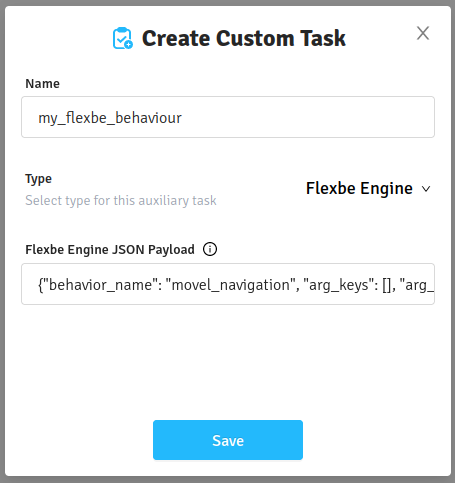 Create Custom Task
Name
my_flexbe_behaviour
Type
Select type for this auxiliary task
Flexbe Engine
Flexbe Engine JSON Payload
{"behavior_name": "movel_navigation", "arg_keys": [], "arg_
Save